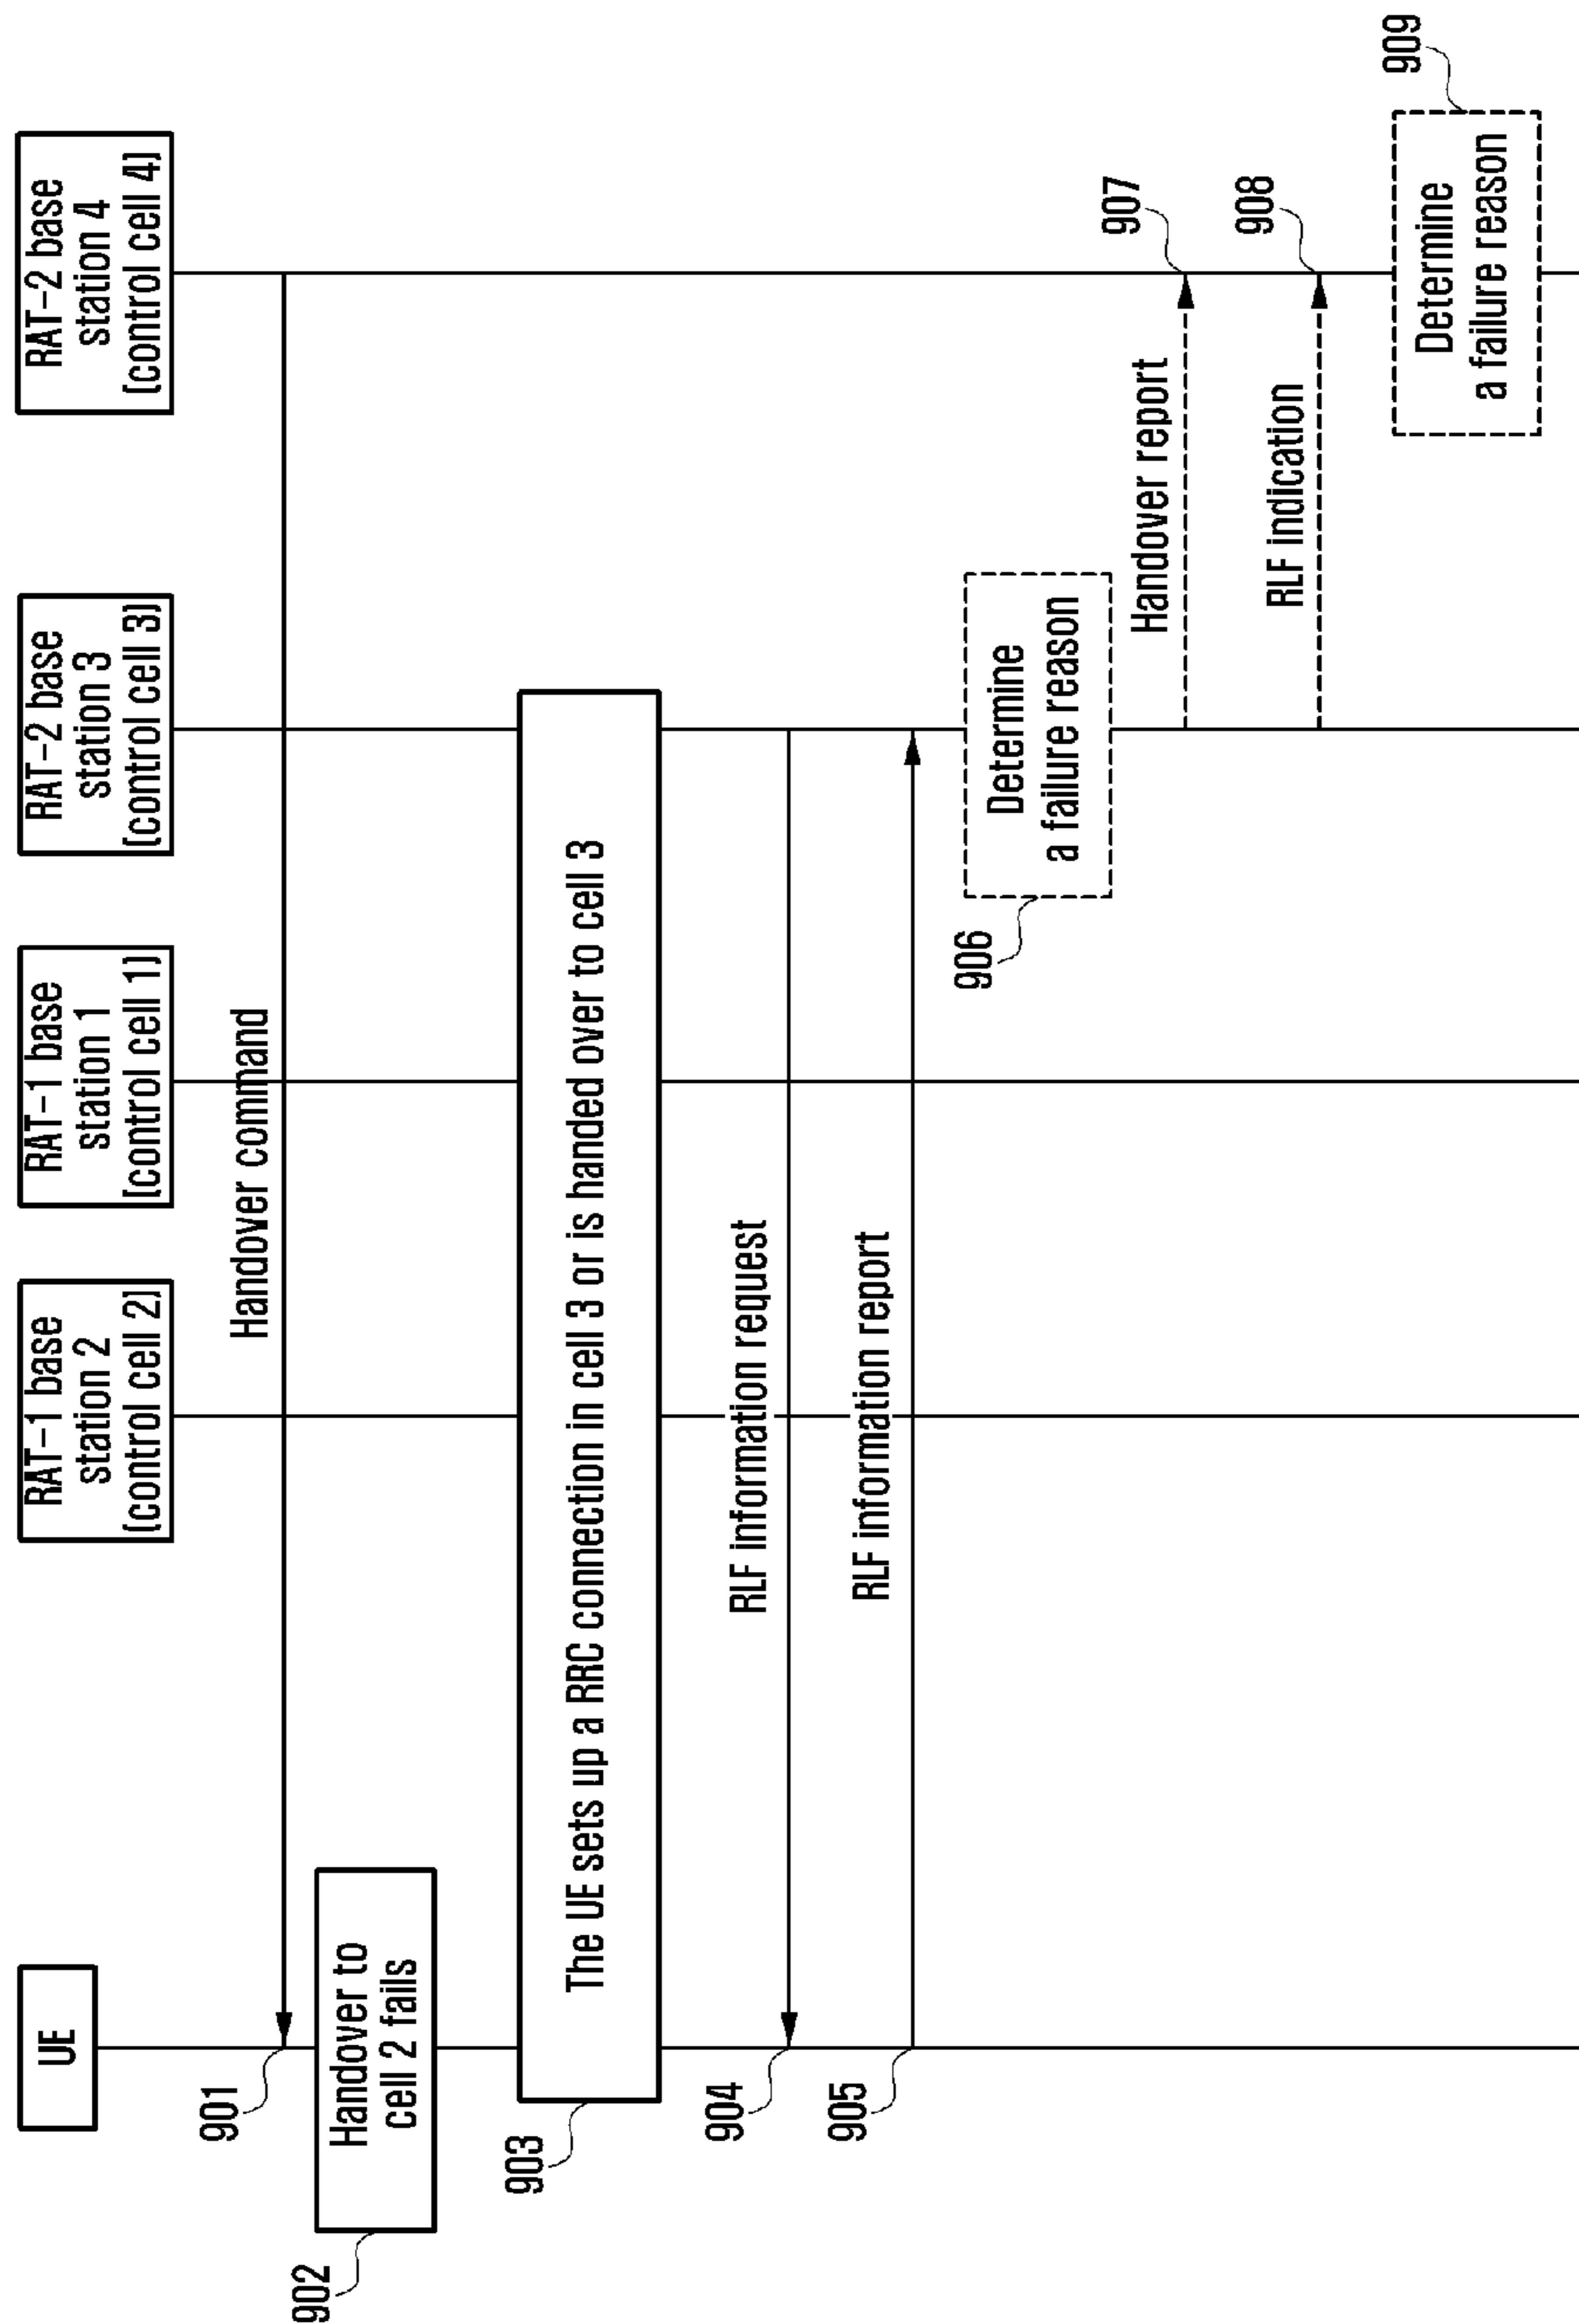 UE
RAT-1 base
station 2
(control cell 2)
RAT-1 base
station 1
(control cell 1)
RAT-2 base
station 3
(control cell 3)
RAT-2 base
station 4
(control cell 4)
901
Handover command
902
Handover to
cell 2 fails
903
The UE sets up a RRC connection in cell 3 or is handed over to cell 3
904
RLF information request
905
RLF information report
906
Determine
a failure reason
Handover report
907
RLF indication
908
Determine
a failure reason
909